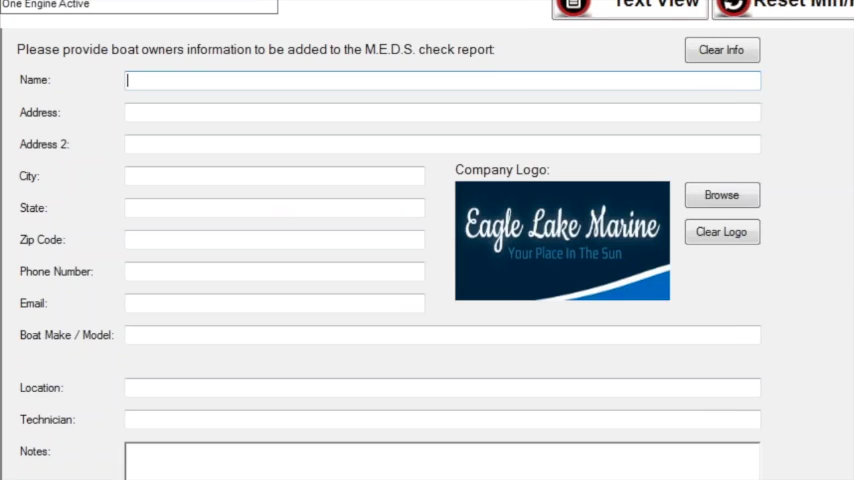 One Engine Active
Text View
Reset Min/
Please provide boat owners information to be added to the M.E.D.S. check report:
Clear Info
Name:
Address:
Address 2:
City:
Company Logo:
State:
Browse
Eagle Lake Marine
Your Place In The Sun
Clear Logo
Zip Code:
Phone Number:
Email:
Boat Make / Model:
Location:
Technician:
Notes: